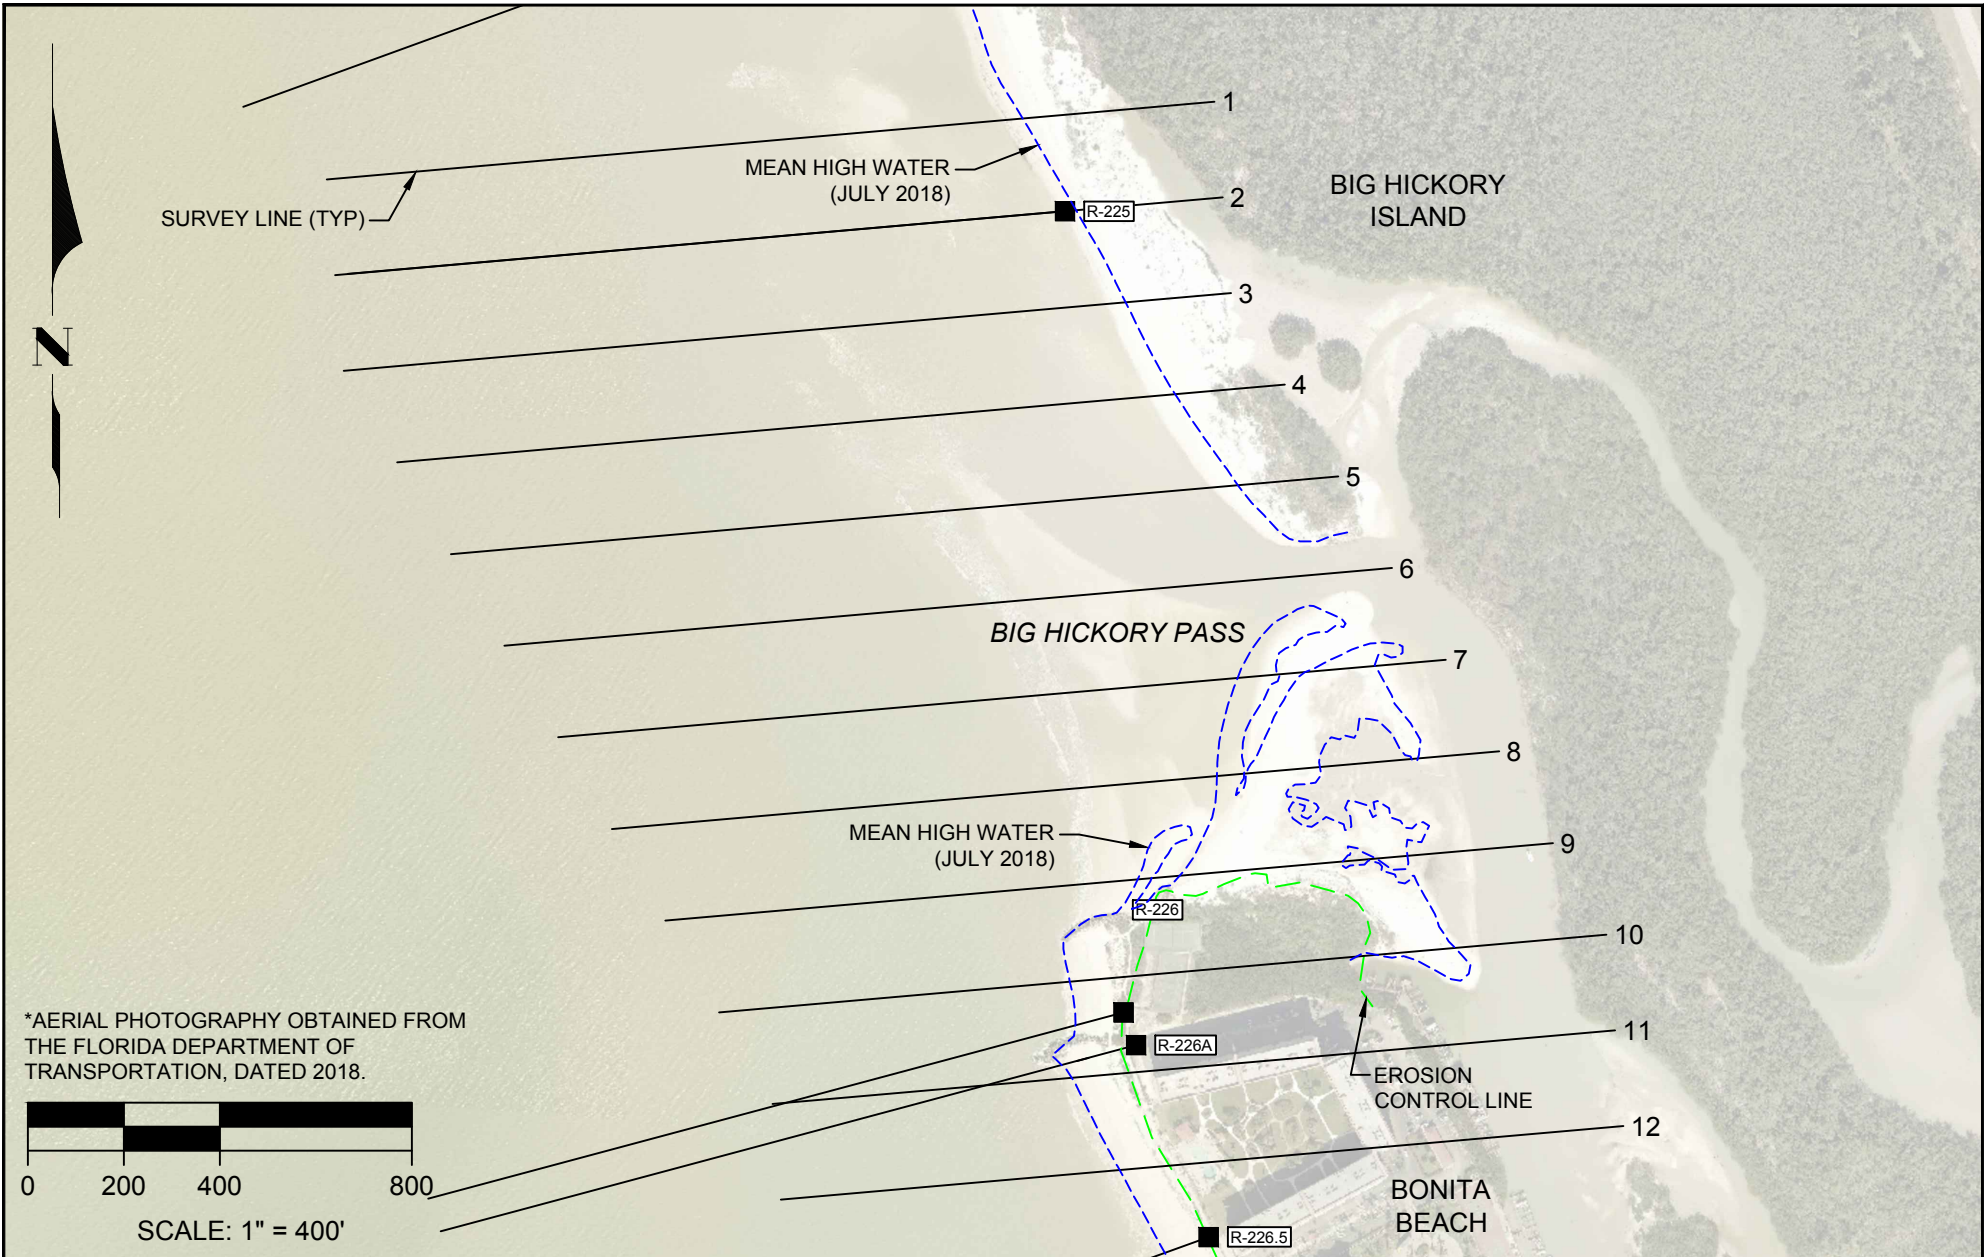 1
MEAN HIGH WATER
(JULY 2018)
BIG HICKORY
ISLAND
2
R-225
SURVEY LINE (TYP)
3
N
4
5
6
BIG HICKORY PASS
7
8
MEAN HIGH WATER
(JULY 2018)
9
R-226
10
*AERIAL PHOTOGRAPHY OBTAINED FROM
THE FLORIDA DEPARTMENT OF
TRANSPORTATION, DATED 2018.
11
R-226A
EROSION
CONTROL LINE
12
0 200 400 800
SCALE: 1" = 400'
BONITA
BEACH
R-226.5